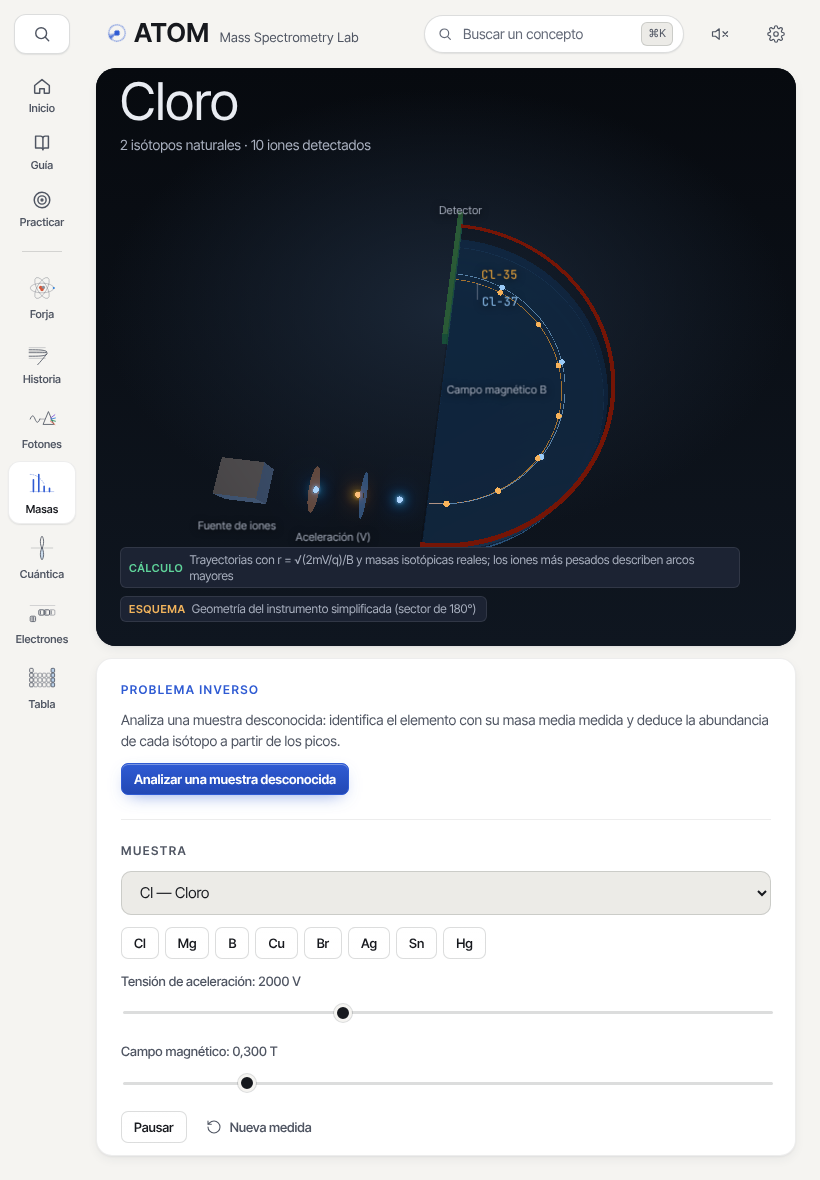 ATOM Mass Spectrometry Lab
Buscar un concepto
⌘K
Inicio
Guía
Practicar
Forja
Historia
Fotones
Masas
Cuántica
Electrones
Tabla
Cloro
2 isótopos naturales · 10 iones detectados
Detector
Cl-35
Cl-37
Campo magnético B
Fuente de iones
Aceleración (V)
CÁLCULO Trayectorias con r = √(2mV/q)/B y masas isotópicas reales; los iones más pesados describen arcos
mayores
ESQUEMA Geometría del instrumento simplificada (sector de 180°)
PROBLEMA INVERSO
Analiza una muestra desconocida: identifica el elemento con su masa media medida y deduce la abundancia
de cada isótopo a partir de los picos.
Analizar una muestra desconocida
MUESTRA
Cl — Cloro
Cl Mg B Cu Br Ag Sn Hg
Tensión de aceleración: 2000 V
Campo magnético: 0,300 T
Pausar
Nueva medida